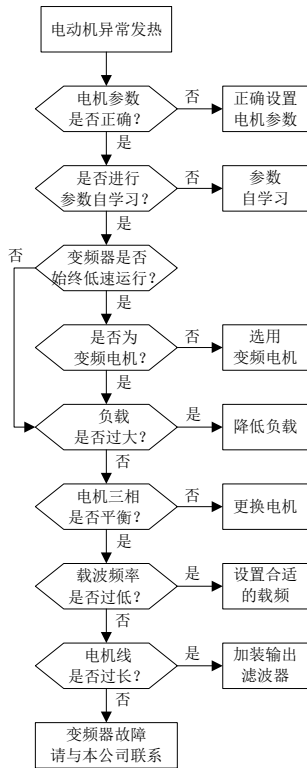 电动机异常发热
电机参数
是否正确？
否
正确设置
电机参数
是
是否进行
参数自学习？
否
参数
自学习
是
否
变频器是否
始终低速运行？
是
是否为
变频电机？
否
选用
变频电机
是
负载
是否过大？
是
降低负载
否
电机三相
是否平衡？
否
更换电机
是
载波频率
是否过低？
是
设置合适
的载频
否
电机线
是否过长？
是
加装输出
滤波器
否
变频器故障
请与本公司联系